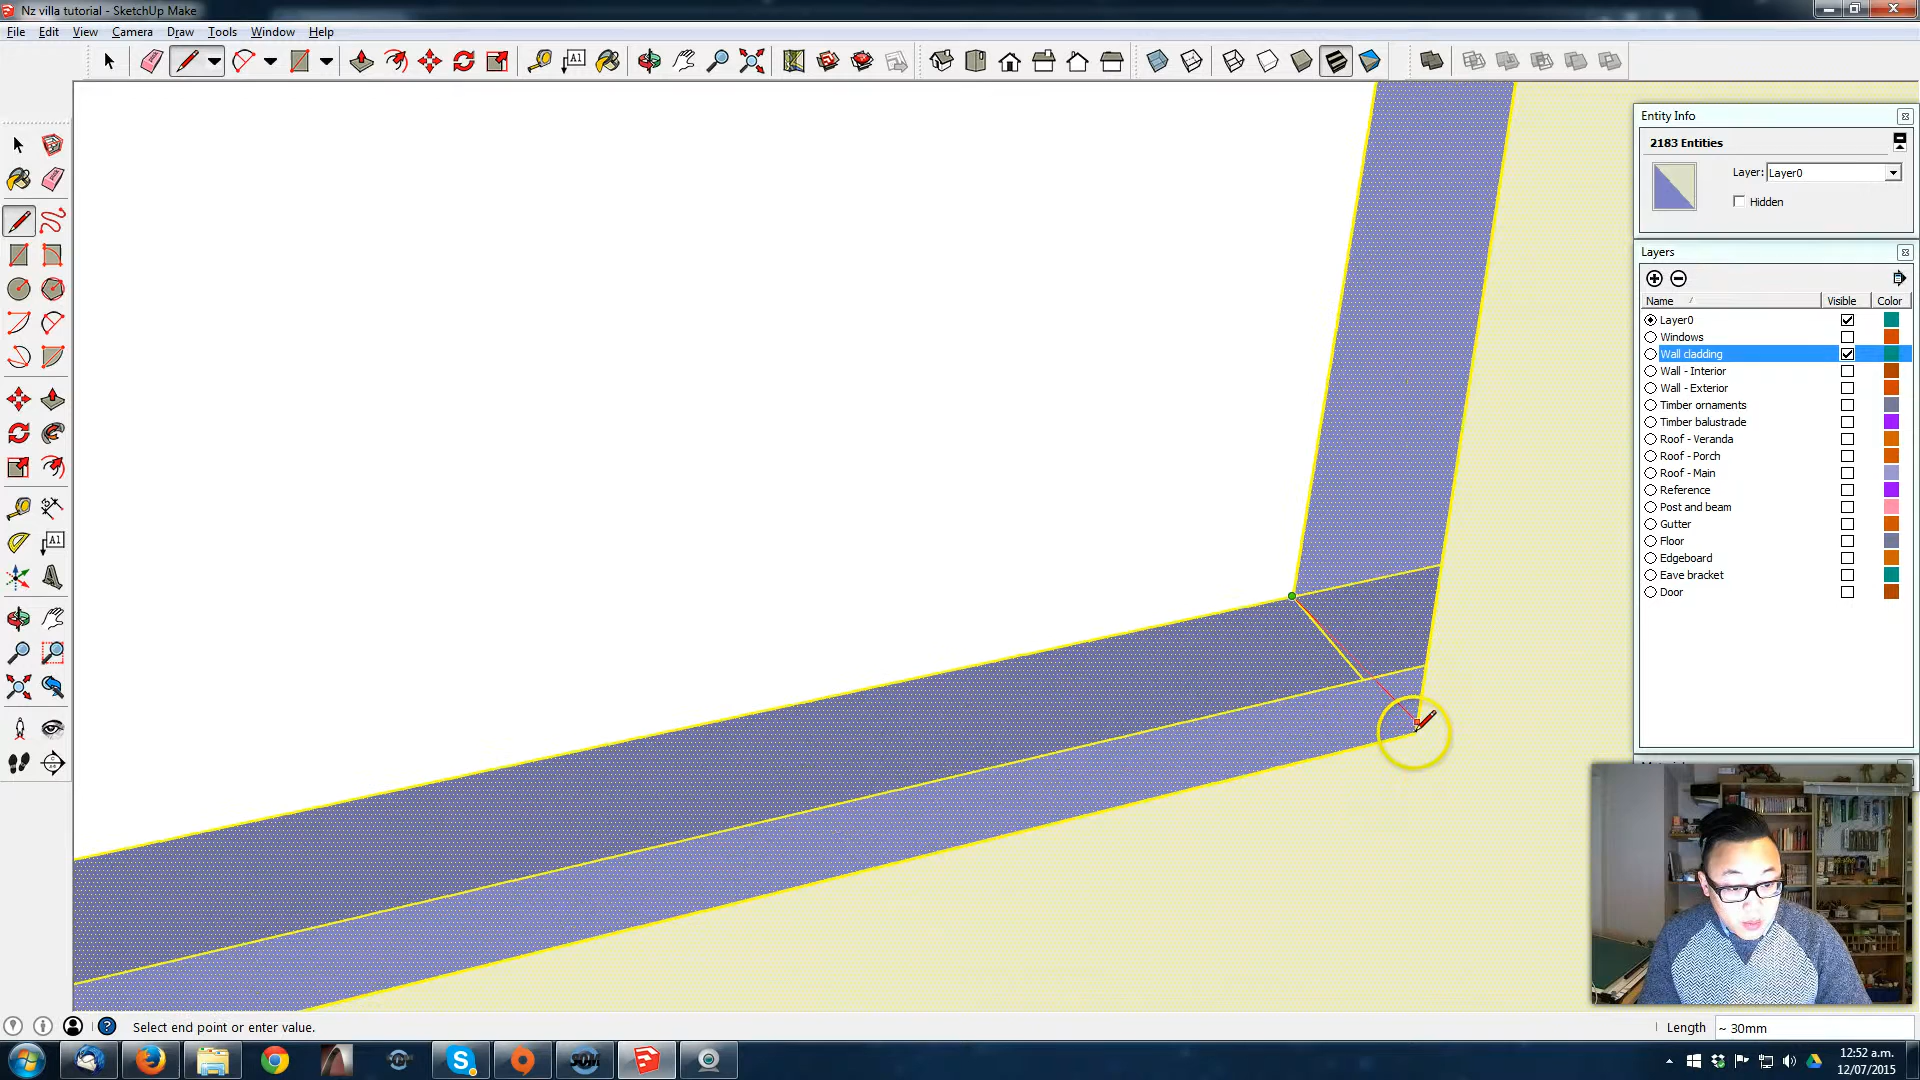 Nz villa tutorial - SketchUp Make
File Edit View Camera Draw Tools Window Help
A1
Entity Info
2183 Entities
Layer: Layer0
Hidden
Layers
Name / Visible Color
Layer0
Windows
Wall cladding
Wall - Interior
Wall - Exterior
Timber ornaments
Timber balustrade
Roof - Veranda
Roof - Porch
Roof - Main
Reference
Post and beam
Gutter
Floor
Edgeboard
Eave bracket
Door
A1
Select end point or enter value.
Length ~ 30mm
12:52 a.m.
12/07/2015